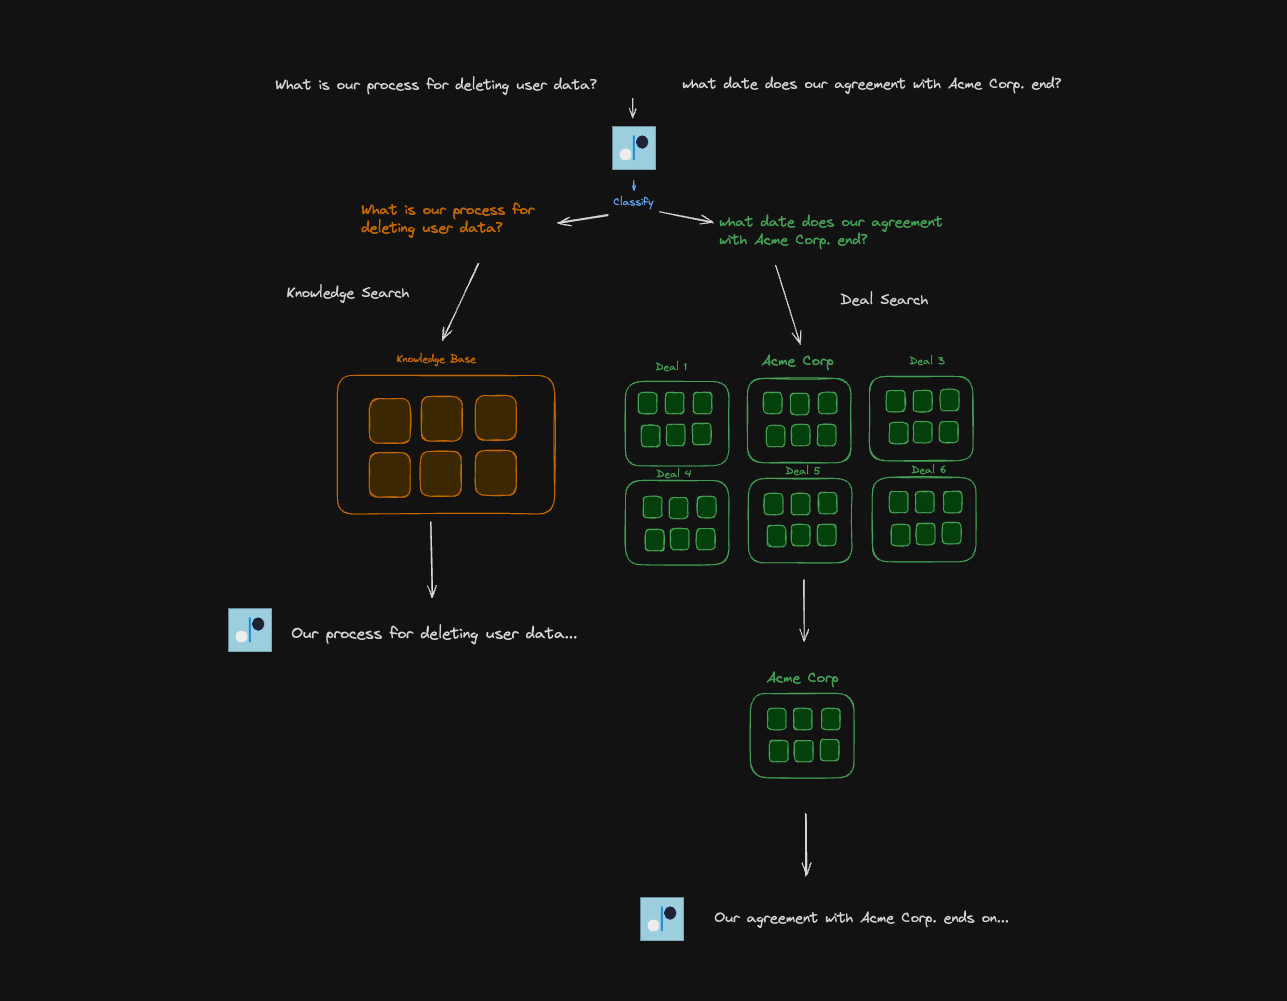 What is our process for deleting user data?
what date does our agreement with Acme Corp. end?
Classify
What is our process for
deleting user data?
what date does our agreement
with Acme Corp. end?
Knowledge Search
Deal Search
Knowledge Base
Deal 1
Acme Corp
Deal 3
Deal 4
Deal 5
Deal 6
Our process for deleting user data...
Acme Corp
Our agreement with Acme Corp. ends on...